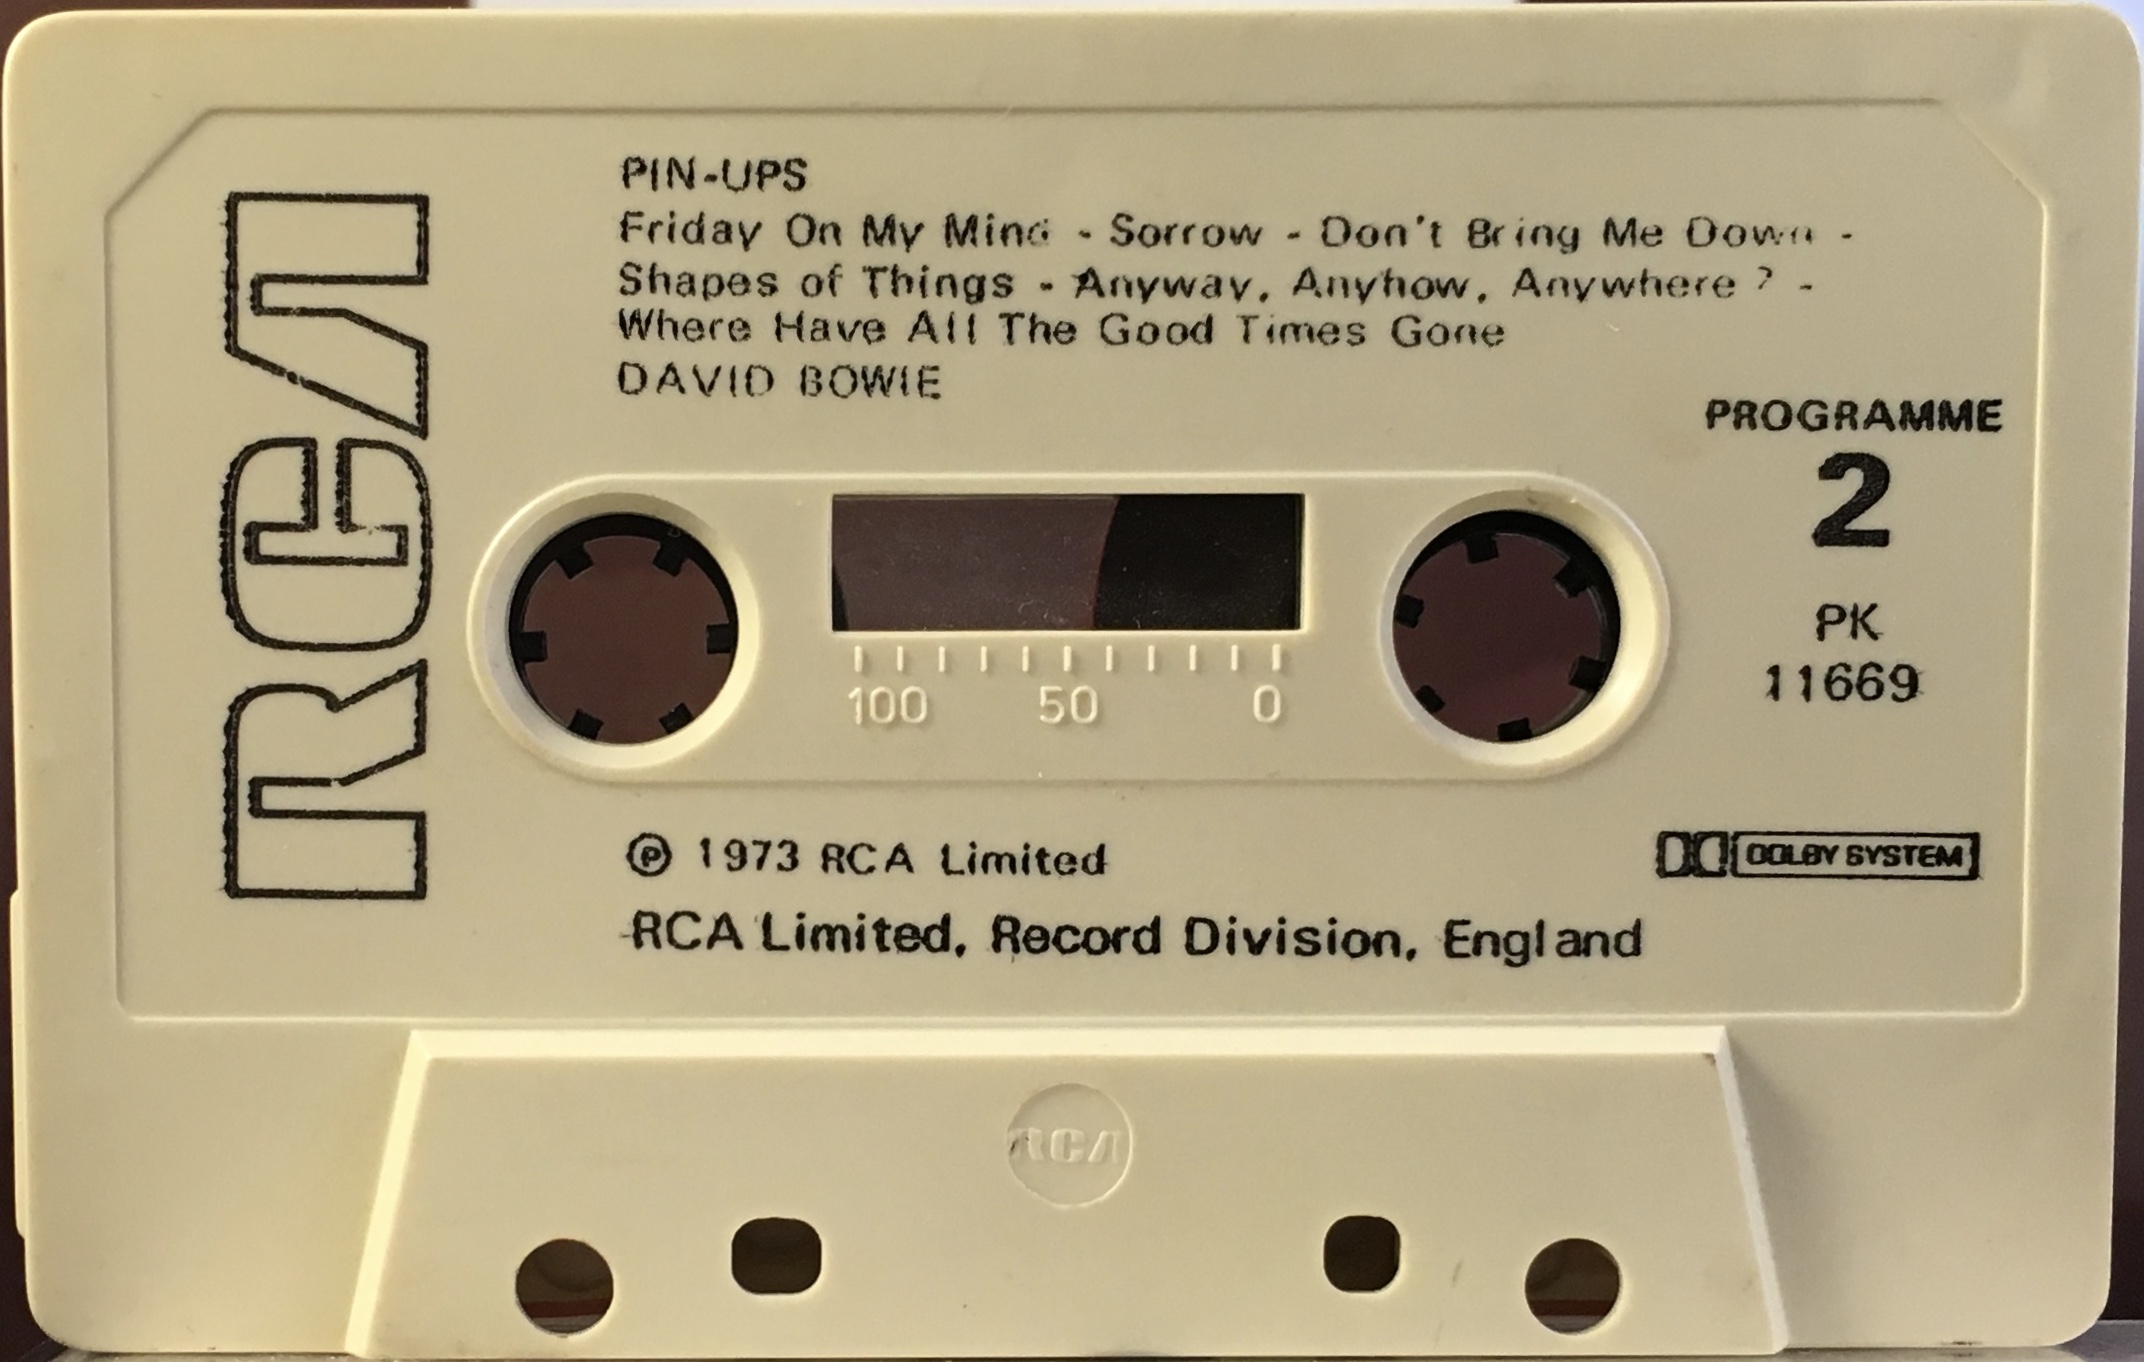 RCA
PIN-UPS
Friday On My Mind - Sorrow - Don't Bring Me Down -
Shapes of Things - Anyway, Anyhow, Anywhere ? -
Where Have All The Good Times Gone
DAVID BOWIE
PROGRAMME
2
PK
11669
100 50 0
℗ 1973 RCA Limited
DOLBY SYSTEM
RCA Limited, Record Division, England
RCA